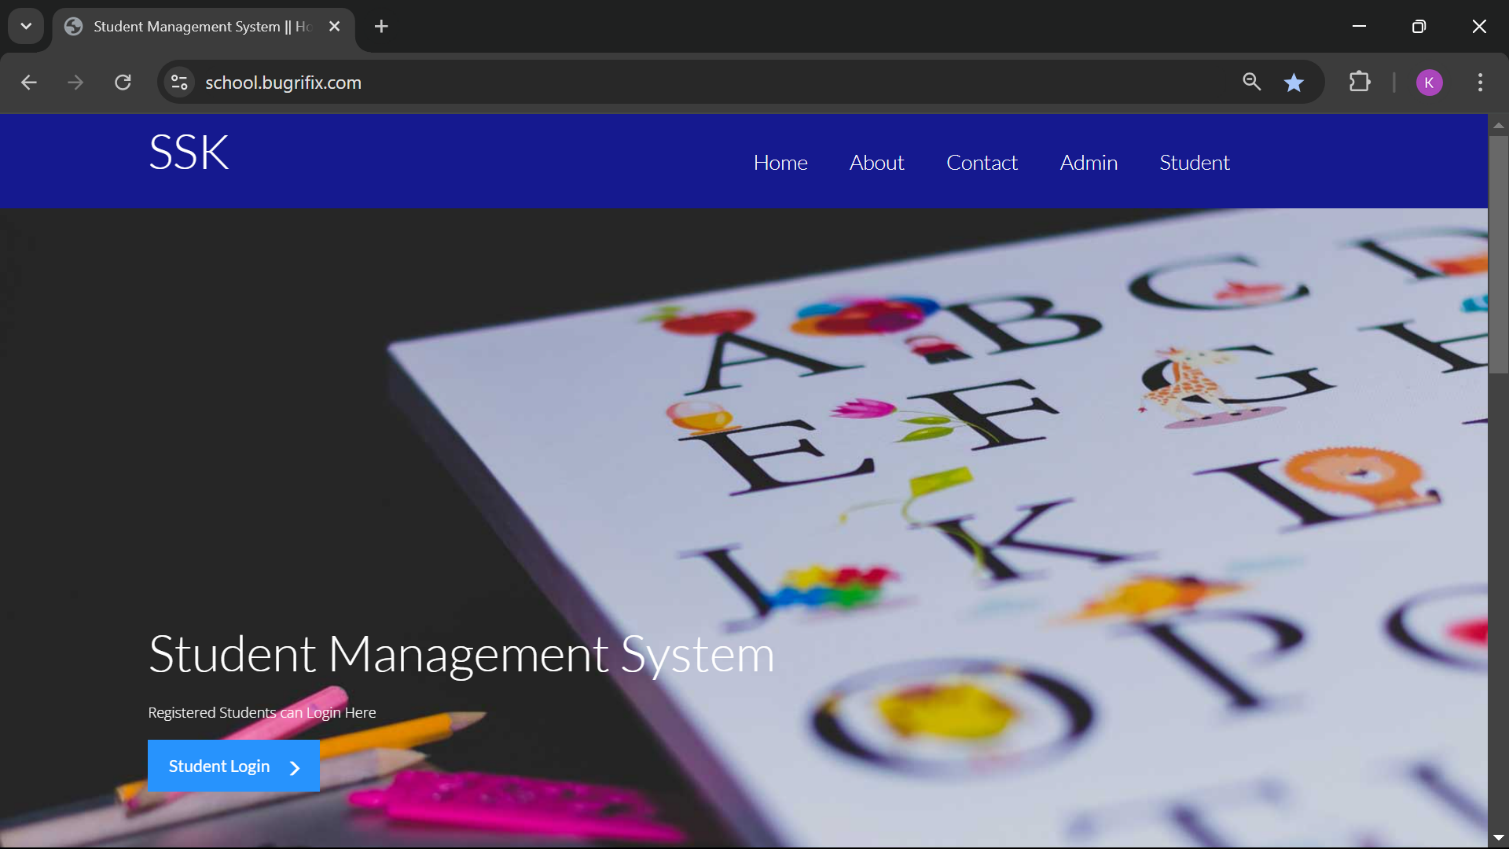 Student Management System || Ho
school.bugrifix.com
K
SSK
Home About Contact Admin Student
A B C D
E F G H
J K L
O P Q
Student Management System
Registered Students can Login Here
Student Login